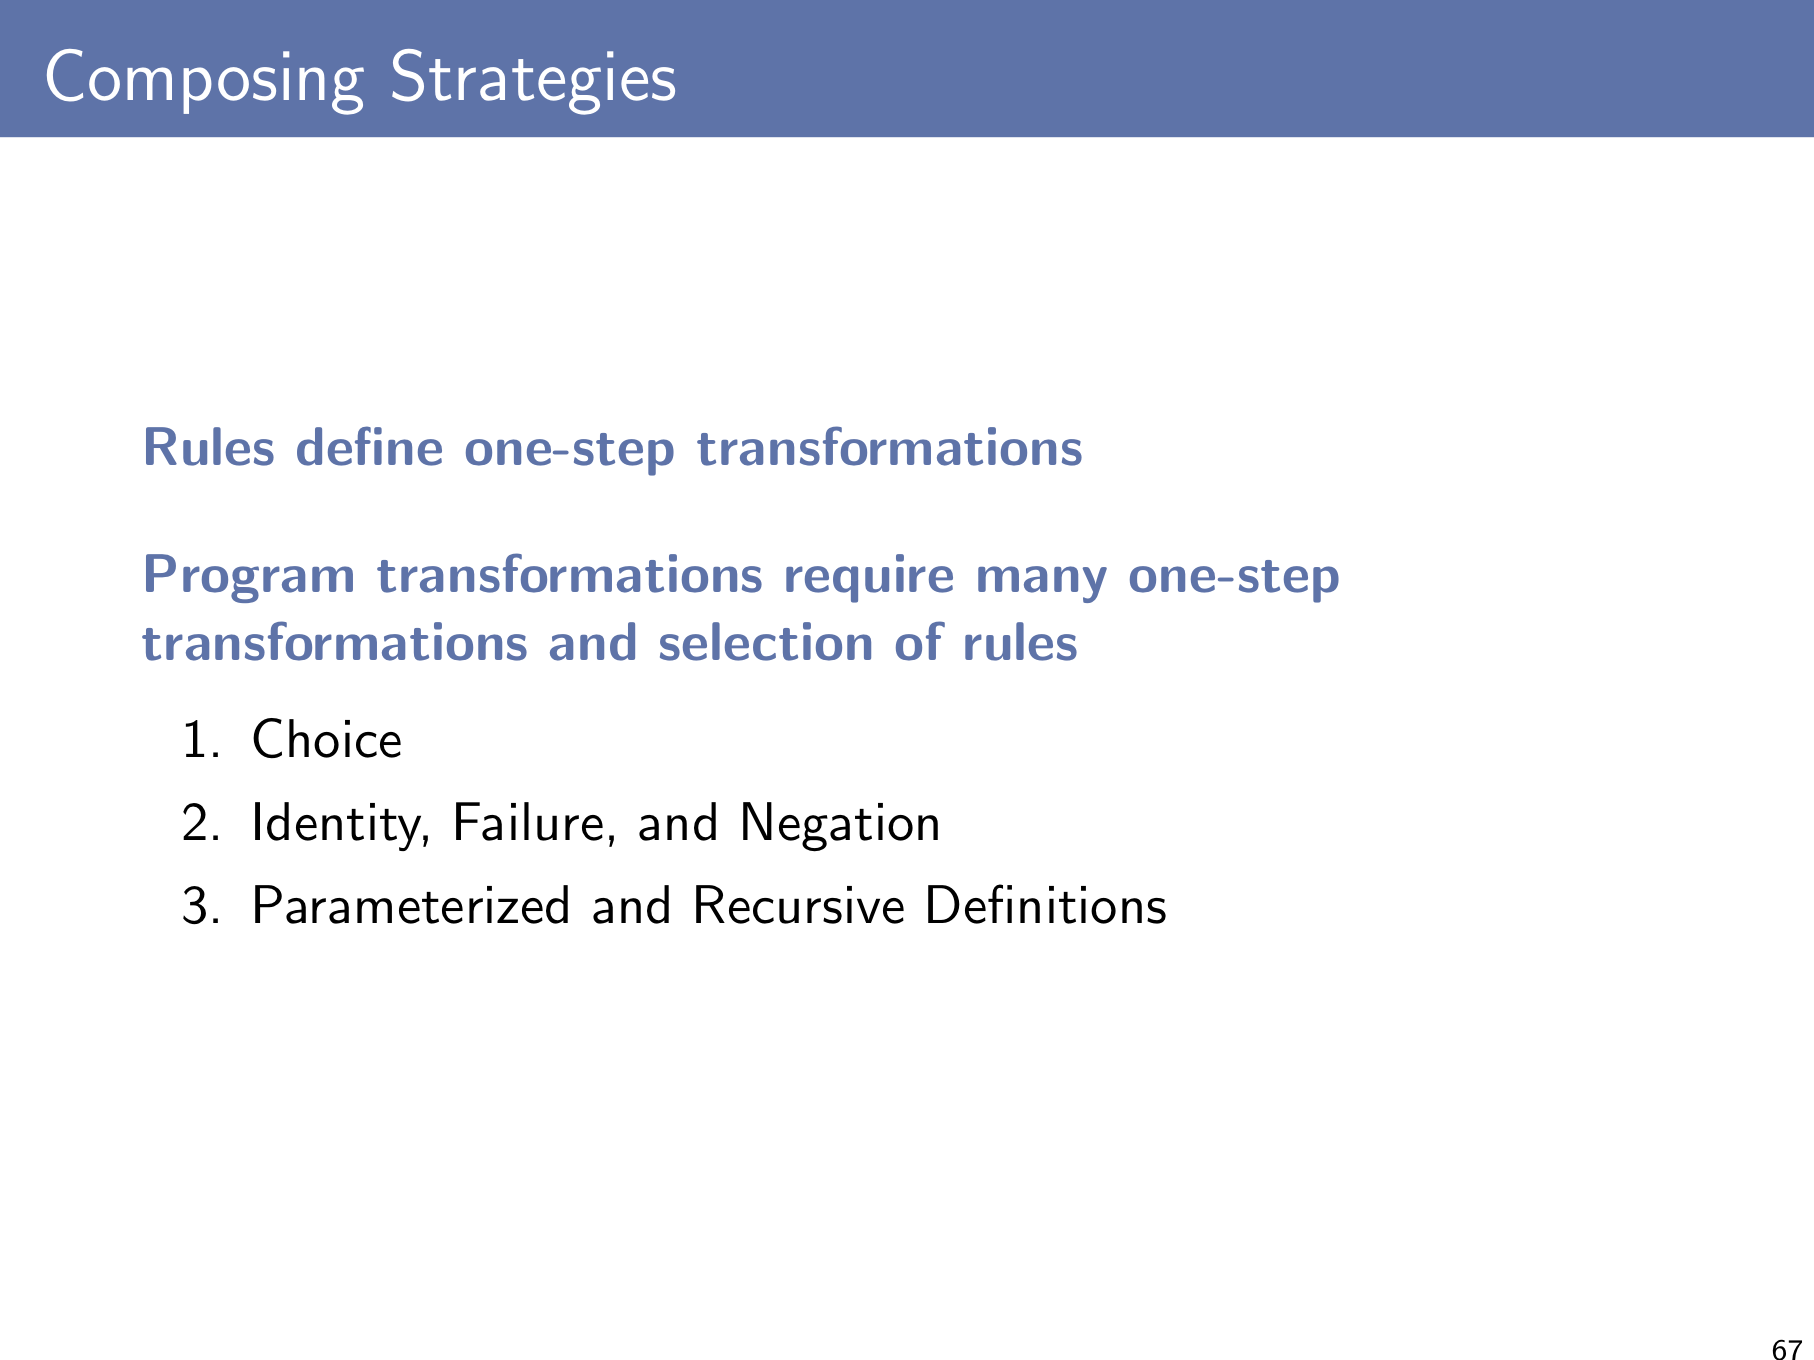 Composing Strategies
Rules define one-step transformations
Program transformations require many one-step
transformations and selection of rules
1. Choice
2. Identity, Failure, and Negation
3. Parameterized and Recursive Definitions
67